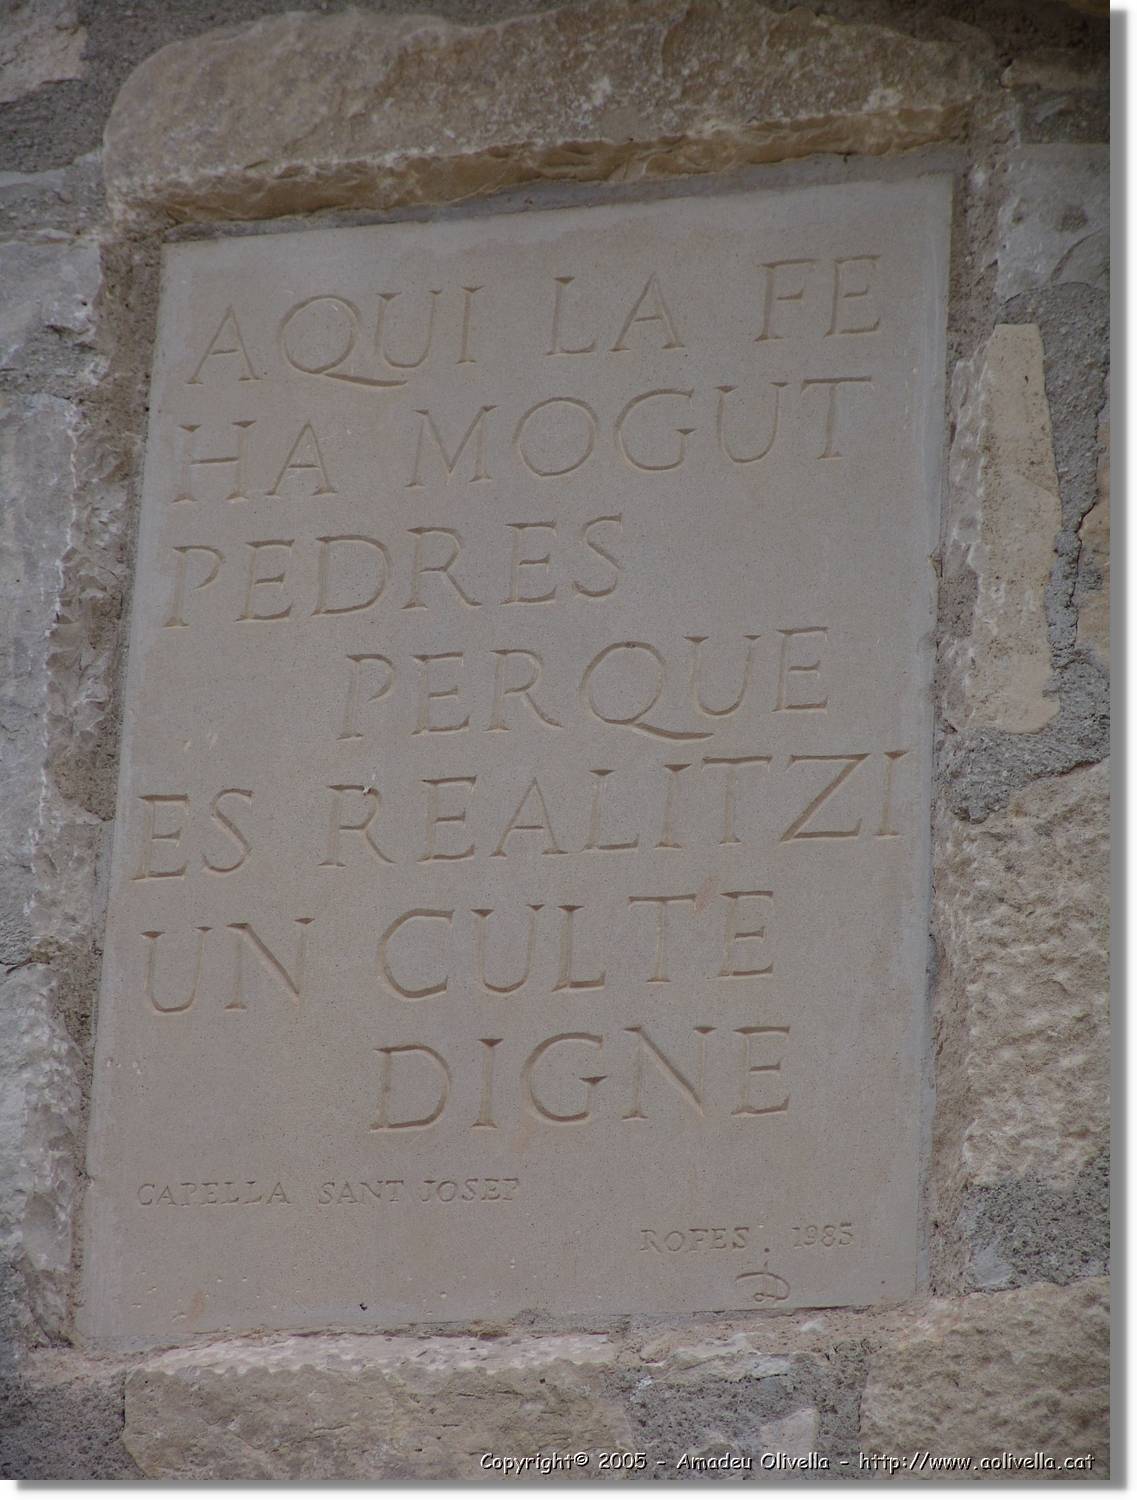 AQUI LA FE
HA MOGUT
PEDRES
PERQUE
ES REALITZI
UN CULTE
DIGNE
CAPELLA SANT JOSEP
ROFES. 1985
Copyright© 2005 - Amadeu Olivella - http://www.aolivella.cat